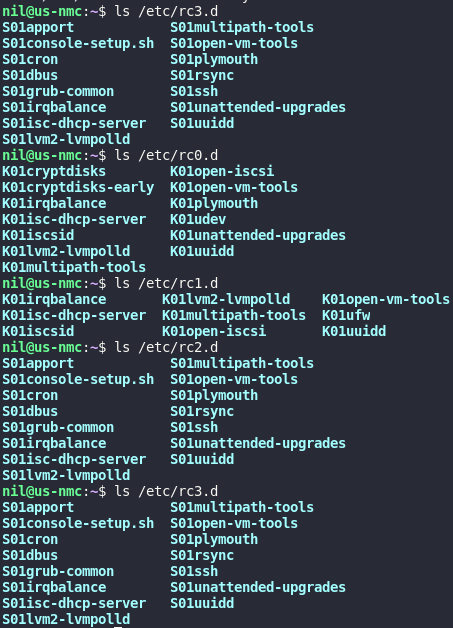 nil@us-nmc:~$ ls /etc/rc3.d
S01apport            S01multipath-tools
S01console-setup.sh  S01open-vm-tools
S01cron              S01plymouth
S01dbus              S01rsync
S01grub-common       S01ssh
S01irqbalance        S01unattended-upgrades
S01isc-dhcp-server   S01uuidd
S01lvm2-lvmpolld
nil@us-nmc:~$ ls /etc/rc0.d
K01cryptdisks        K01open-iscsi
K01cryptdisks-early  K01open-vm-tools
K01irqbalance        K01plymouth
K01isc-dhcp-server   K01udev
K01iscsid            K01unattended-upgrades
K01lvm2-lvmpolld     K01uuidd
K01multipath-tools
nil@us-nmc:~$ ls /etc/rc1.d
K01irqbalance       K01lvm2-lvmpolld    K01open-vm-tools
K01isc-dhcp-server  K01multipath-tools  K01ufw
K01iscsid           K01open-iscsi       K01uuidd
nil@us-nmc:~$ ls /etc/rc2.d
S01apport            S01multipath-tools
S01console-setup.sh  S01open-vm-tools
S01cron              S01plymouth
S01dbus              S01rsync
S01grub-common       S01ssh
S01irqbalance        S01unattended-upgrades
S01isc-dhcp-server   S01uuidd
S01lvm2-lvmpolld
nil@us-nmc:~$ ls /etc/rc3.d
S01apport            S01multipath-tools
S01console-setup.sh  S01open-vm-tools
S01cron              S01plymouth
S01dbus              S01rsync
S01grub-common       S01ssh
S01irqbalance        S01unattended-upgrades
S01isc-dhcp-server   S01uuidd
S01lvm2-lvmpolld